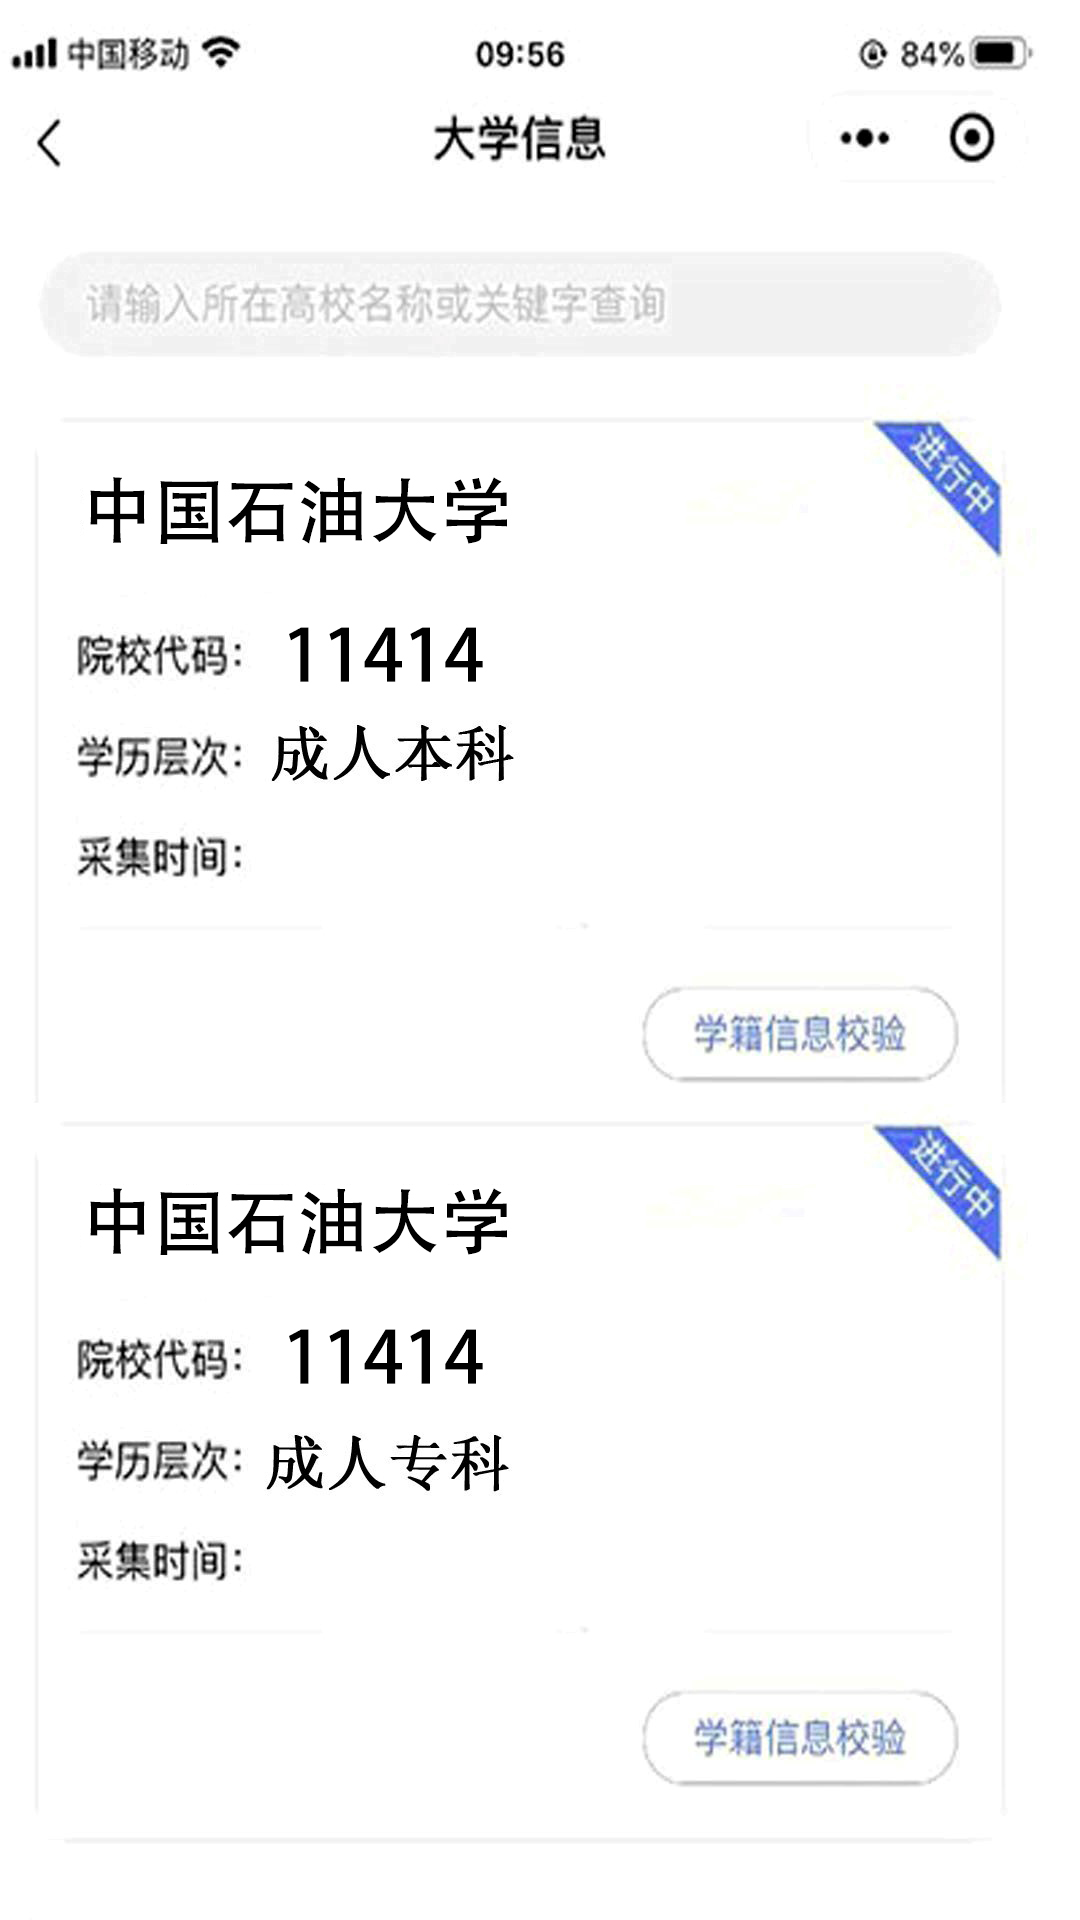 中国移动 09:56 84%
大学信息
请输入所在高校名称或关键字查询
进行中
中国石油大学
院校代码: 11414
学历层次: 成人本科
采集时间:
学籍信息校验
进行中
中国石油大学
院校代码: 11414
学历层次: 成人专科
采集时间:
学籍信息校验